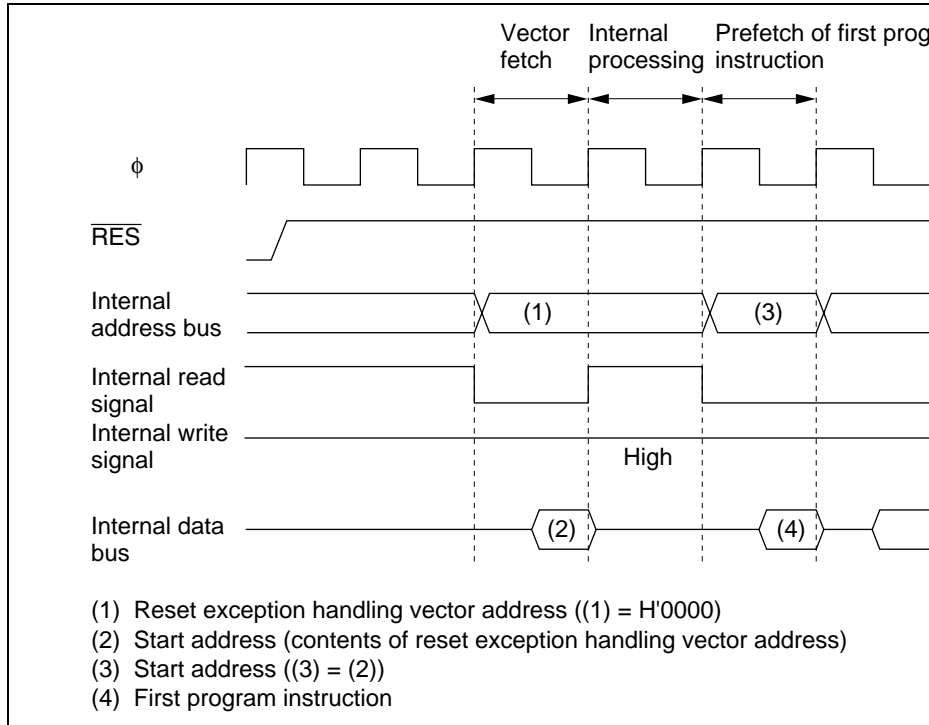 Vector fetch
Internal processing
Prefetch of first prog
instruction
φ
RES
Internal
address bus
(1)
(3)
Internal read
signal
Internal write
signal
High
Internal data
bus
(2)
(4)
(1) Reset exception handling vector address ((1) = H'0000)
(2) Start address (contents of reset exception handling vector address)
(3) Start address ((3) = (2))
(4) First program instruction